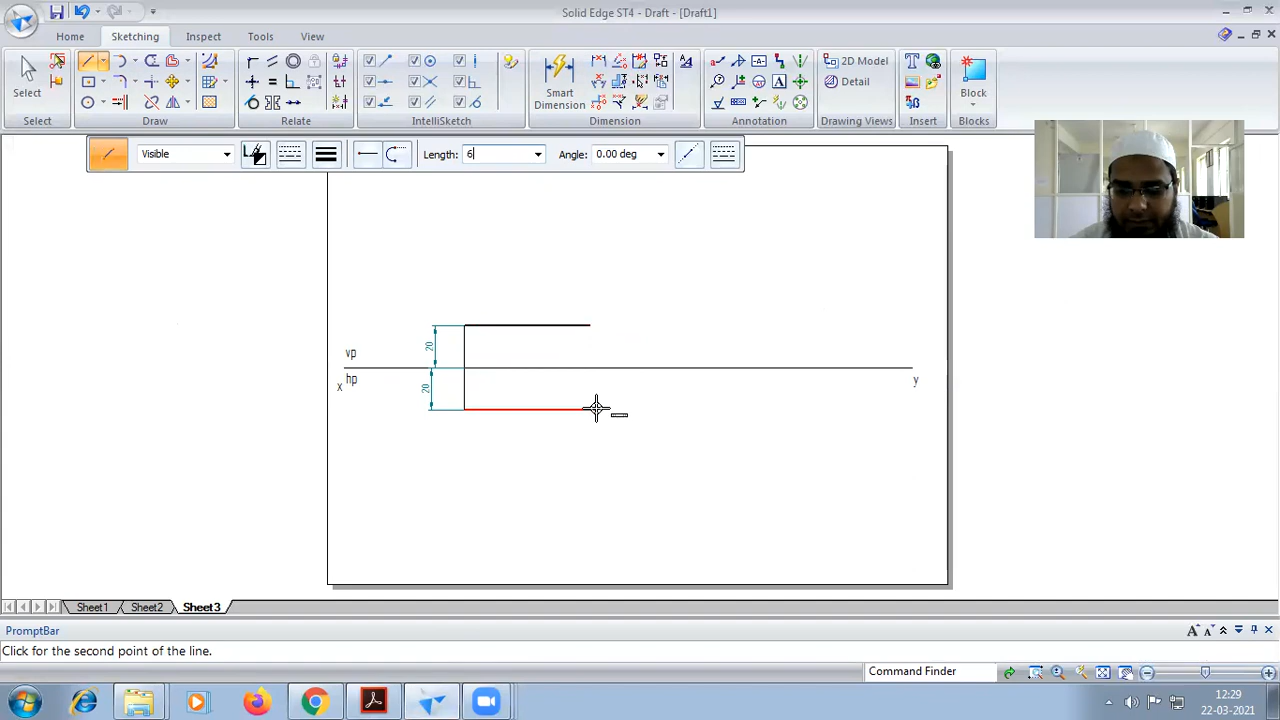 Solid Edge ST4 - Draft - [Draft1]
Home Sketching Inspect Tools View
Select
Smart Dimension
2D Model
Detail
Block
Select Draw Relate IntelliSketch Dimension Annotation Drawing Views Insert Blocks
Visible Length: 6 Angle: 0.00 deg
20
vp
hp
x
y
20
Sheet1 Sheet2 Sheet3
PromptBar
Click for the second point of the line.
Command Finder
12:29
22-03-2021